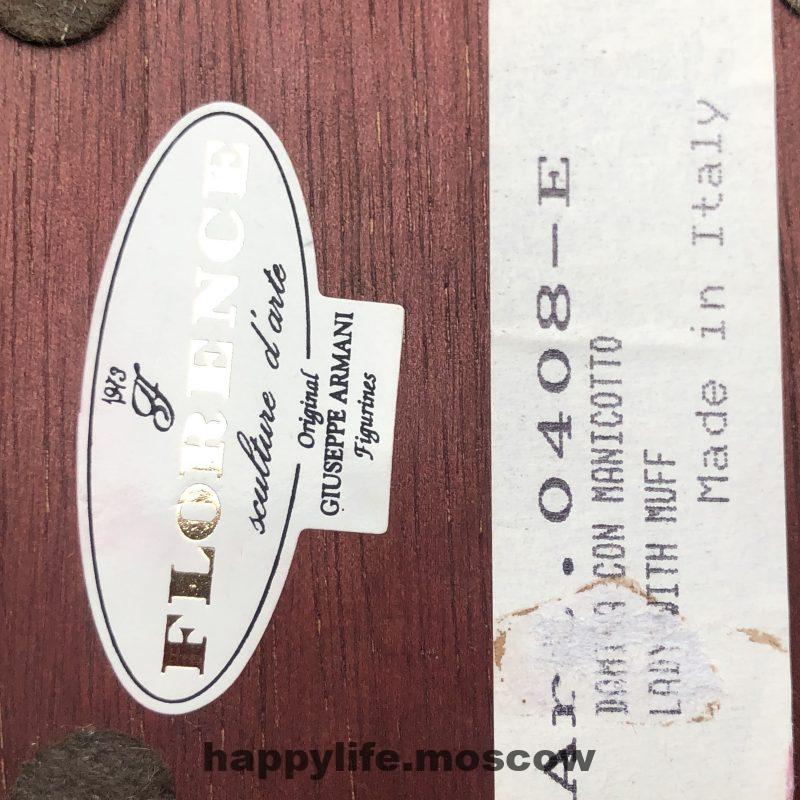 1973
FLORENCE
sculture d'arte
Original
GIUSEPPE ARMANI
Figurines
0408-E
CON MANICOTTO
LADY WITH MUFF
Made in Italy
happylife.moscow